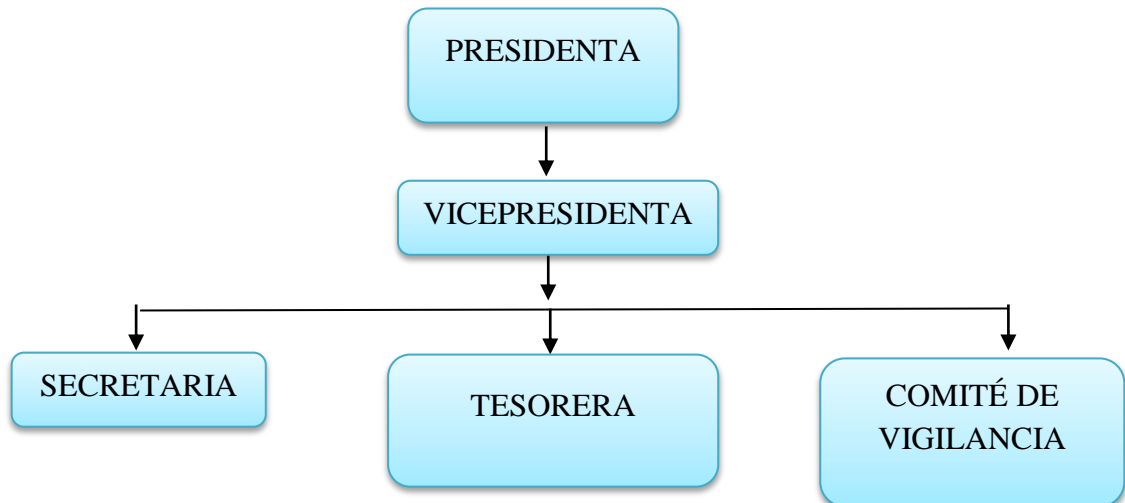 PRESIDENTA
VICEPRESIDENTA
SECRETARIA
TESORERA
COMITÉ DE
VIGILANCIA